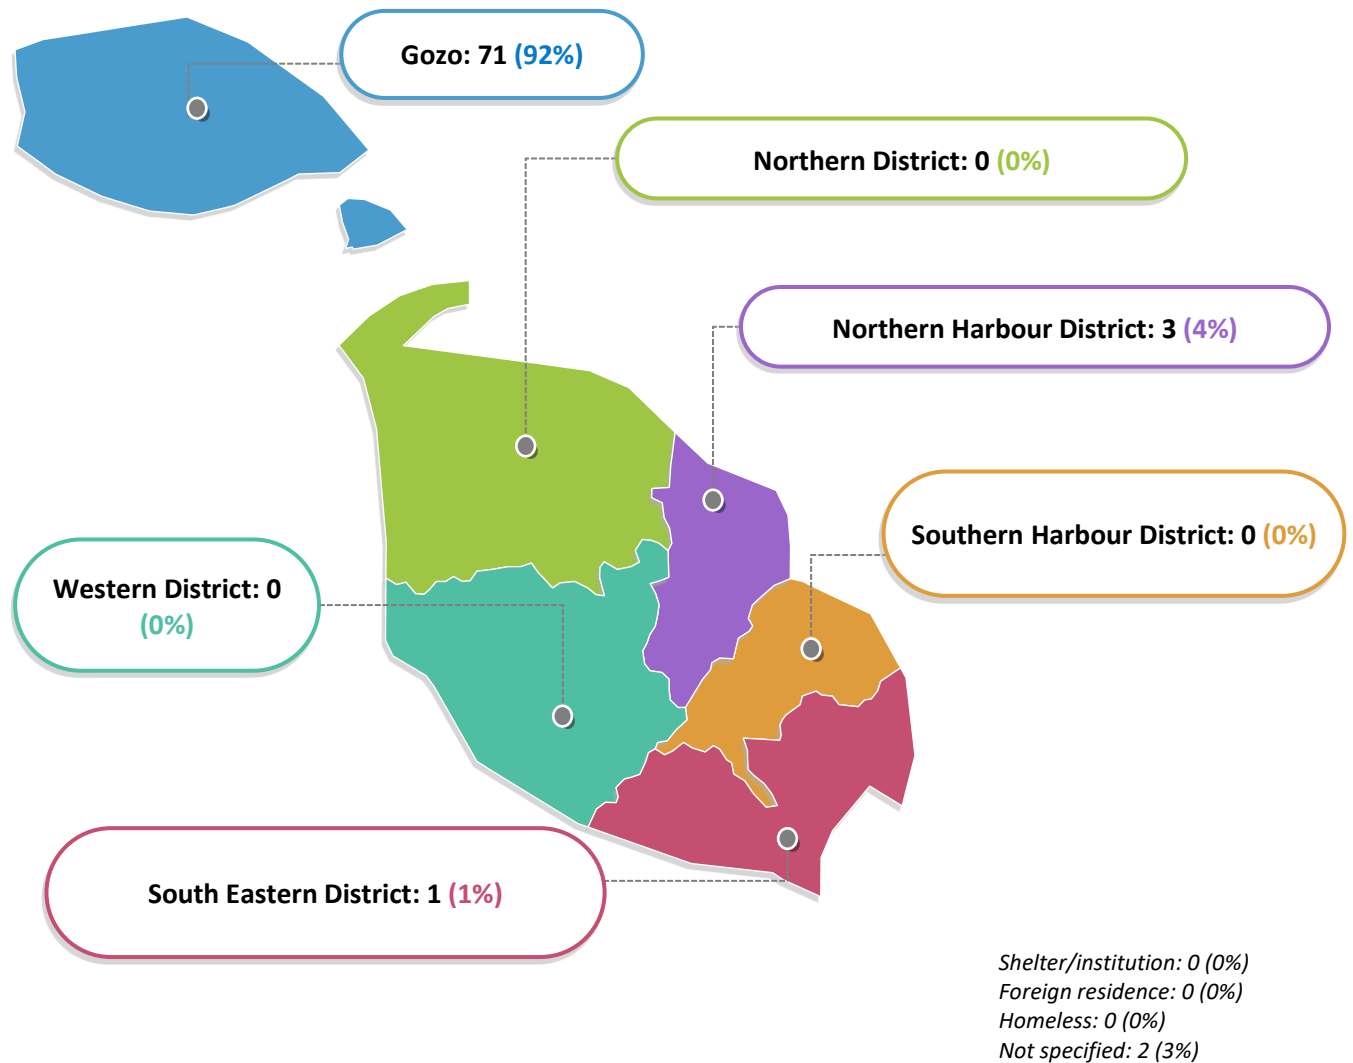 Gozo: 71 (92%)
Northern District: 0 (0%)
Northern Harbour District: 3 (4%)
Southern Harbour District: 0 (0%)
Western District: 0
(0%)
South Eastern District: 1 (1%)
Shelter/institution: 0 (0%)
Foreign residence: 0 (0%)
Homeless: 0 (0%)
Not specified: 2 (3%)